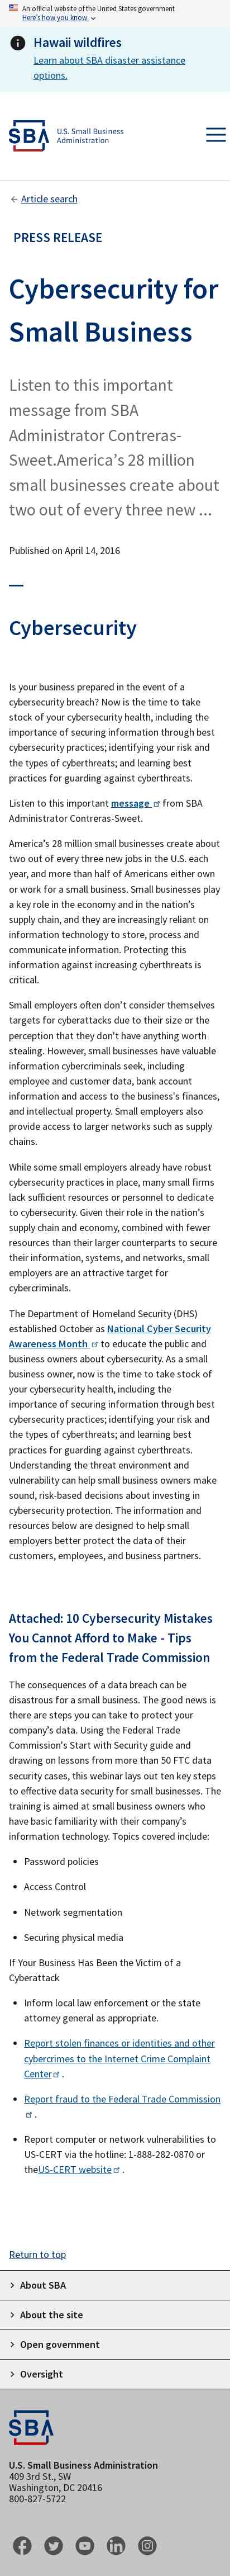 An official website of the United States government
Here's how you know
Hawaii wildfires
Learn about SBA disaster assistance
options.
SBA
U.S. Small Business
Administration
Article search
PRESS RELEASE
Cybersecurity for
Small Business
Listen to this important
message from SBA
Administrator Contreras-
Sweet.America's 28 million
small businesses create about
two out of every three new ...
Published on April 14, 2016
Cybersecurity
Is your business prepared in the event of a
cybersecurity breach? Now is the time to take
stock of your cybersecurity health, including the
importance of securing information through best
cybersecurity practices; identifying your risk and
the types of cyberthreats; and learning best
practices for guarding against cyberthreats.
Listen to this important message from SBA
Administrator Contreras-Sweet.
America's 28 million small businesses create about
two out of every three new jobs in the U.S. each
year, and more than half of Americans either own
or work for a small business. Small businesses play
a key role in the economy and in the nation's
supply chain, and they are increasingly reliant on
information technology to store, process and
communicate information. Protecting this
information against increasing cyberthreats is
critical.
Small employers often don't consider themselves
targets for cyberattacks due to their size or the
perception that they don't have anything worth
stealing. However, small businesses have valuable
information cybercriminals seek, including
employee and customer data, bank account
information and access to the business's finances,
and intellectual property. Small employers also
provide access to larger networks such as supply
chains.
While some small employers already have robust
cybersecurity practices in place, many small firms
lack sufficient resources or personnel to dedicate
to cybersecurity. Given their role in the nation's
supply chain and economy, combined with fewer
resources than their larger counterparts to secure
their information, systems, and networks, small
employers are an attractive target for
cybercriminals.
The Department of Homeland Security (DHS)
established October as National Cyber Security
Awareness Month to educate the public and
business owners about cybersecurity. As a small
business owner, now is the time to take stock of
your cybersecurity health, including the
importance of securing information through best
cybersecurity practices; identifying your risk and
the types of cyberthreats; and learning best
practices for guarding against cyberthreats.
Understanding the threat environment and
vulnerability can help small business owners make
sound, risk-based decisions about investing in
cybersecurity protection. The information and
resources below are designed to help small
employers better protect the data of their
customers, employees, and business partners.
Attached: 10 Cybersecurity Mistakes
You Cannot Afford to Make - Tips
from the Federal Trade Commission
The consequences of a data breach can be
disastrous for a small business. The good news is
there are steps you can take to protect your
company's data. Using the Federal Trade
Commission's Start with Security guide and
drawing on lessons from more than 50 FTC data
security cases, this webinar lays out ten key steps
to effective data security for small businesses. The
training is aimed at small business owners who
have basic familiarity with their company's
information technology. Topics covered include:
Password policies
Access Control
Network segmentation
Securing physical media
If Your Business Has Been the Victim of a
Cyberattack
Inform local law enforcement or the state
attorney general as appropriate.
Report stolen finances or identities and other
cybercrimes to the Internet Crime Complaint
Center .
Report fraud to the Federal Trade Commission
.
Report computer or network vulnerabilities to
US-CERT via the hotline: 1-888-282-0870 or
theUS-CERT website .
Return to top
About SBA
About the site
Open government
Oversight
SBA
U.S. Small Business Administration
409 3rd St., SW
Washington, DC 20416
800-827-5722